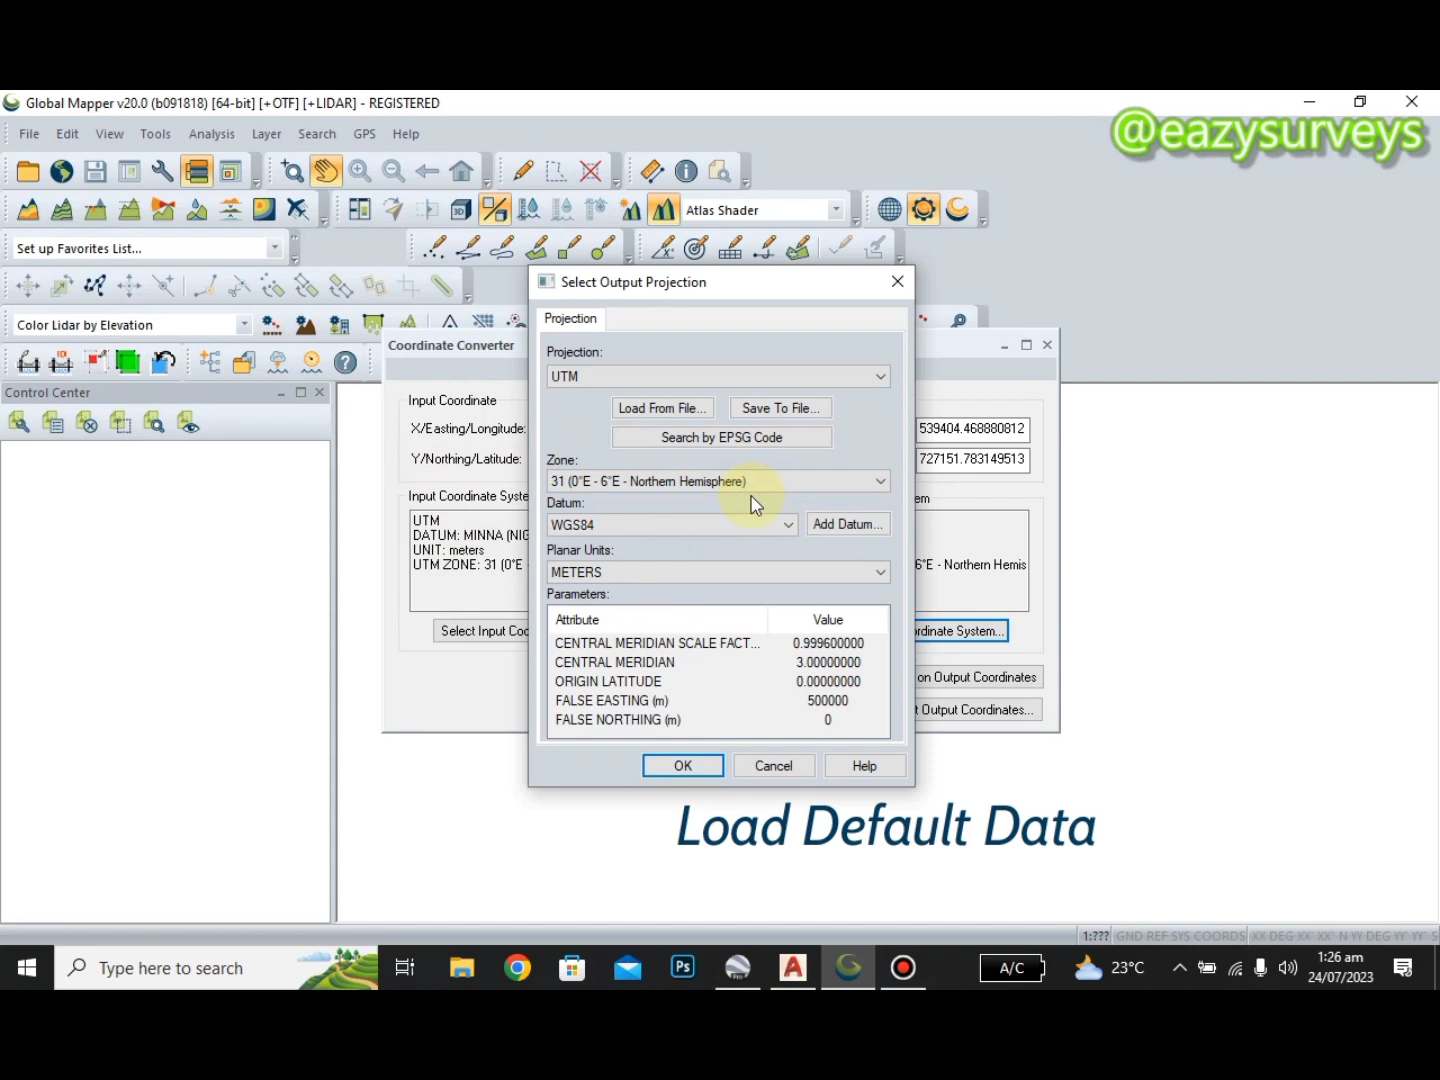 Global Mapper v20.0 (b091818) [64-bit] [+OTF] [+LIDAR] - REGISTERED
@eazysurveys
File Edit View Tools Analysis Layer Search GPS Help
Atlas Shader
Set up Favorites List...
Color Lidar by Elevation
Control Center
Coordinate Converter
Input Coordinate
X/Easting/Longitude:
Y/Northing/Latitude:
Input Coordinate Syste
UTM
DATUM: MINNA (NIG
UNIT: meters
UTM ZONE: 31 (0°E
Select Input Coo
Select Output Projection
Projection
Projection:
UTM
Load From File...
Save To File...
Search by EPSG Code
Zone:
31 (0°E - 6°E - Northern Hemisphere)
Datum:
WGS84
Add Datum...
Planar Units:
METERS
Parameters:
Attribute Value
CENTRAL MERIDIAN SCALE FACT... 0.999600000
CENTRAL MERIDIAN 3.00000000
ORIGIN LATITUDE 0.00000000
FALSE EASTING (m) 500000
FALSE NORTHING (m) 0
OK
Cancel
Help
539404.468880812
727151.783149513
em
6°E - Northern Hemis
rdinate System...
on Output Coordinates
t Output Coordinates...
Load Default Data
1:??? GND REF SYS COORDS
Type here to search
Ps
A/C
23°C
1:26 am
24/07/2023